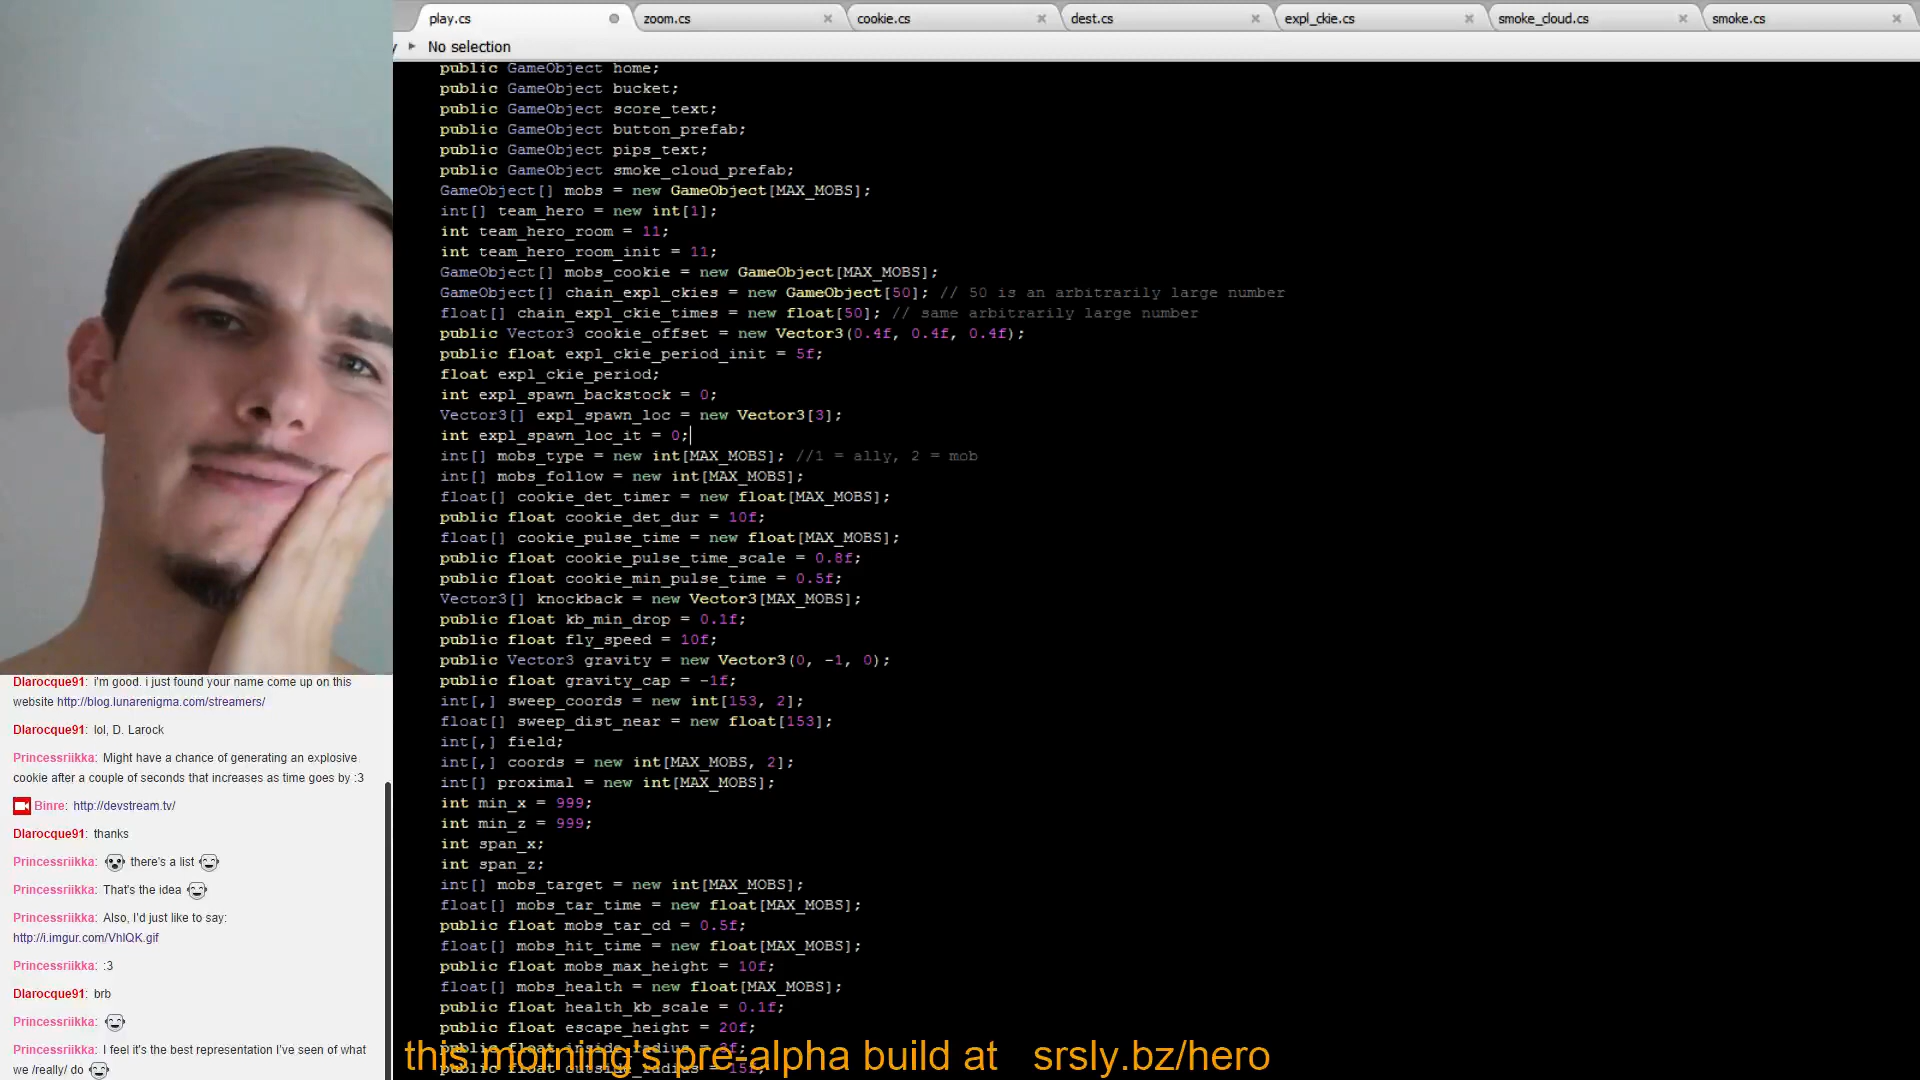 play.cs
zoom.cs
cookie.cs
dest.cs
expl_ckie.cs
smoke_cloud.cs
smoke.cs
No selection
public GameObject home;
public GameObject bucket;
public GameObject score_text;
public GameObject button_prefab;
public GameObject pips_text;
public GameObject smoke_cloud_prefab;
GameObject[] mobs = new GameObject[MAX_MOBS];
int[] team_hero = new int[1];
int team_hero_room = 11;
int team_hero_room_init = 11;
GameObject[] mobs_cookie = new GameObject[MAX_MOBS];
GameObject[] chain_expl_ckies = new GameObject[50]; // 50 is an arbitrarily large number
float[] chain_expl_ckie_times = new float[50]; // same arbitrarily large number
public Vector3 cookie_offset = new Vector3(0.4f, 0.4f, 0.4f);
public float expl_ckie_period_init = 5f;
float expl_ckie_period;
int expl_spawn_backstock = 0;
Vector3[] expl_spawn_loc = new Vector3[3];
int expl_spawn_loc_it = 0;
int[] mobs_type = new int[MAX_MOBS]; //1 = ally, 2 = mob
int[] mobs_follow = new int[MAX_MOBS];
float[] cookie_det_timer = new float[MAX_MOBS];
public float cookie_det_dur = 10f;
float[] cookie_pulse_time = new float[MAX_MOBS];
public float cookie_pulse_time_scale = 0.8f;
public float cookie_min_pulse_time = 0.5f;
Vector3[] knockback = new Vector3[MAX_MOBS];
public float kb_min_drop = 0.1f;
public float fly_speed = 10f;
public Vector3 gravity = new Vector3(0, -1, 0);
public float gravity_cap = -1f;
int[,] sweep_coords = new int[153, 2];
float[] sweep_dist_near = new float[153];
int[,] field;
int[,] coords = new int[MAX_MOBS, 2];
int[] proximal = new int[MAX_MOBS];
int min_x = 999;
int min_z = 999;
int span_x;
int span_z;
int[] mobs_target = new int[MAX_MOBS];
float[] mobs_tar_time = new float[MAX_MOBS];
public float mobs_tar_cd = 0.5f;
float[] mobs_hit_time = new float[MAX_MOBS];
public float mobs_max_height = 10f;
float[] mobs_health = new float[MAX_MOBS];
public float health_kb_scale = 0.1f;
public float escape_height = 20f;
public float inside_radius =
public float outside_radius = 15f;
this morning's pre-alpha build at srsly.bz/hero
Dlarocque91: i'm good. i just found your name come up on this
website http://blog.lunarenigma.com/streamers/
Dlarocque91: lol, D. Larock
Princessriikka: Might have a chance of generating an explosive
cookie after a couple of seconds that increases as time goes by :3
Binre: http://devstream.tv/
Dlarocque91: thanks
Princessriikka: there's a list
Princessriikka: That's the idea
Princessriikka: Also, I'd just like to say:
http://i.imgur.com/VhlQK.gif
Princessriikka: :3
Dlarocque91: brb
Princessriikka:
Princessriikka: I feel it's the best representation I've seen of what
we /really/ do